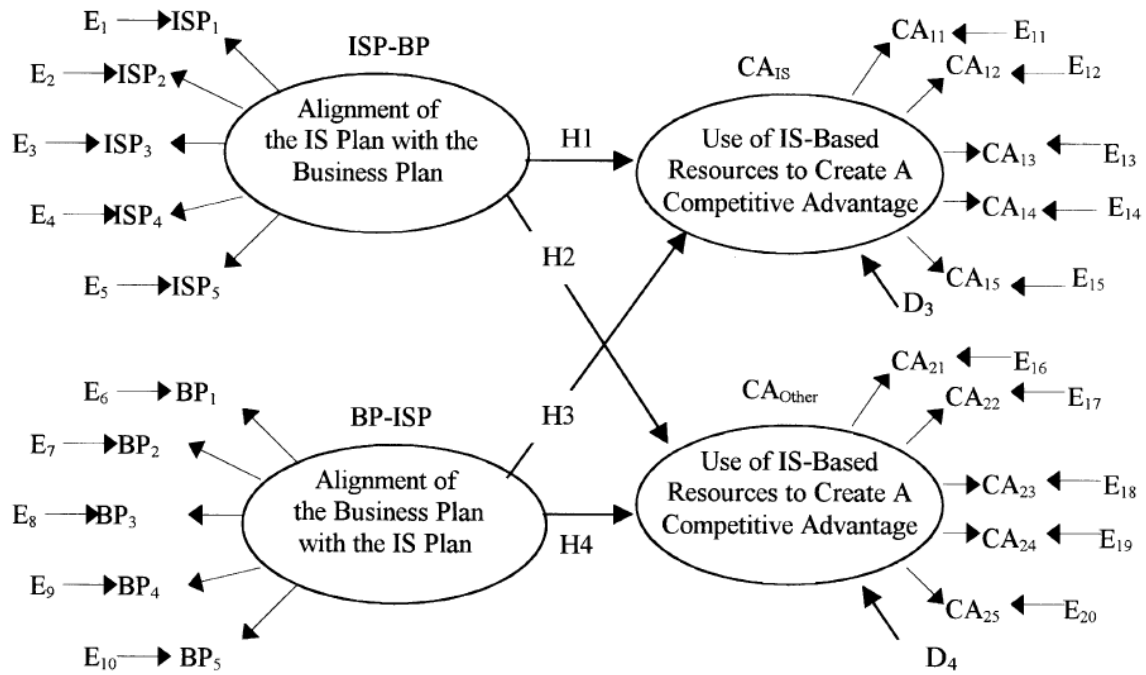 E₁ ISP₁
ISP-BP
E₂ ISP₂
Alignment of
the IS Plan with the
Business Plan
E₃ ISP₃
E₄ ISP₄
E₅ ISP₅
H1
H2
CA_IS
Use of IS-Based
Resources to Create A
Competitive Advantage
CA₁₁ E₁₁
CA₁₂ E₁₂
CA₁₃ E₁₃
CA₁₄ E₁₄
CA₁₅ E₁₅
D₃
E₆ BP₁
BP-ISP
E₇ BP₂
Alignment of
the Business Plan
with the IS Plan
E₈ BP₃
E₉ BP₄
E₁₀ BP₅
H3
H4
CA_Other
Use of IS-Based
Resources to Create A
Competitive Advantage
CA₂₁ E₁₆
CA₂₂ E₁₇
CA₂₃ E₁₈
CA₂₄ E₁₉
CA₂₅ E₂₀
D₄